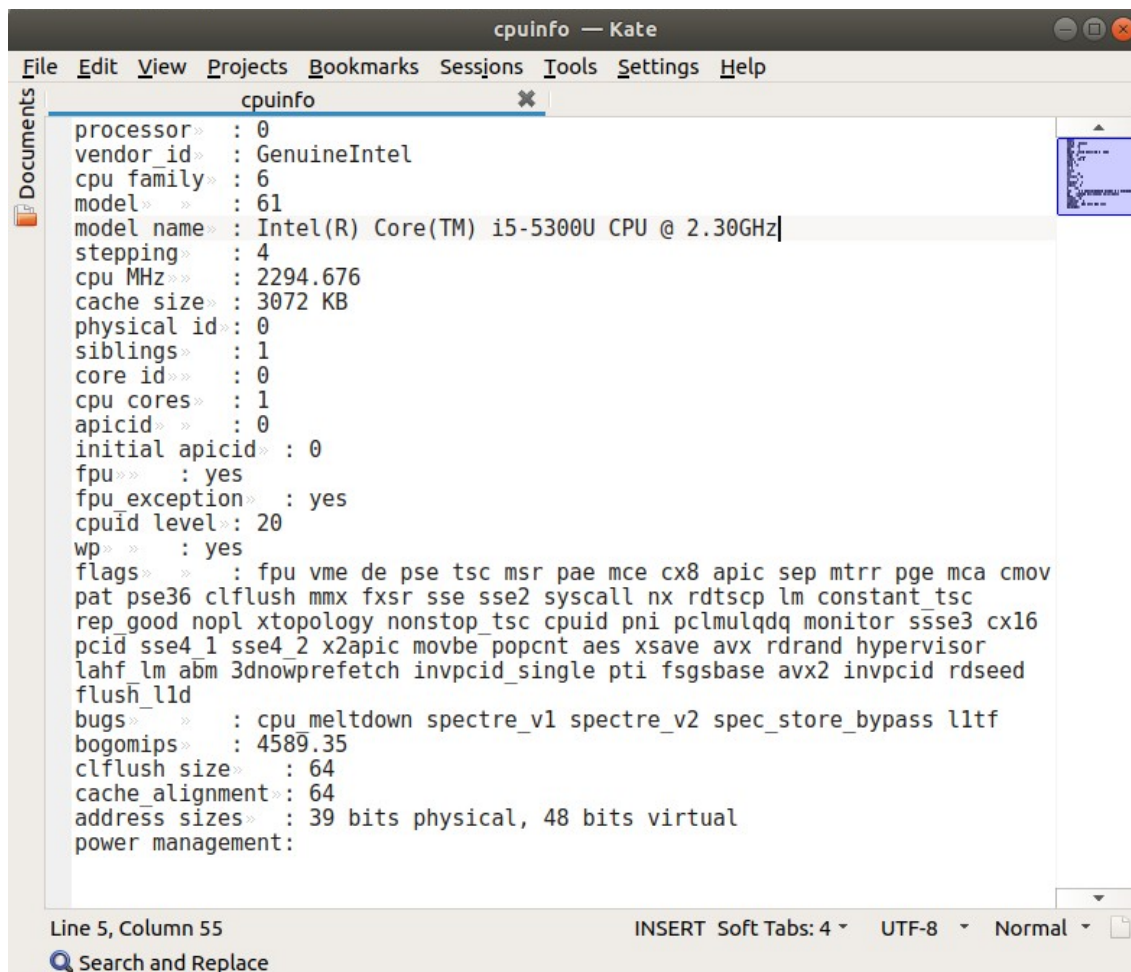 cpuinfo — Kate
File Edit View Projects Bookmarks Sessions Tools Settings Help
Documents
cpuinfo
processor» : 0
vendor_id» : GenuineIntel
cpu family» : 6
model» » : 61
model name» : Intel(R) Core(TM) i5-5300U CPU @ 2.30GHz
stepping» : 4
cpu MHz»» : 2294.676
cache size» : 3072 KB
physical id»: 0
siblings» : 1
core id»» : 0
cpu cores» : 1
apicid» » : 0
initial apicid» : 0
fpu»» : yes
fpu_exception» : yes
cpuid level»: 20
wp» » : yes
flags» » : fpu vme de pse tsc msr pae mce cx8 apic sep mtrr pge mca cmov
pat pse36 clflush mmx fxsr sse sse2 syscall nx rdtscp lm constant_tsc
rep_good nopl xtopology nonstop_tsc cpuid pni pclmulqdq monitor ssse3 cx16
pcid sse4_1 sse4_2 x2apic movbe popcnt aes xsave avx rdrand hypervisor
lahf_lm abm 3dnowprefetch invpcid_single pti fsgsbase avx2 invpcid rdseed
flush_l1d
bugs» » : cpu_meltdown spectre_v1 spectre_v2 spec_store_bypass l1tf
bogomips» : 4589.35
clflush size» : 64
cache_alignment»: 64
address sizes» : 39 bits physical, 48 bits virtual
power management:
Line 5, Column 55 INSERT Soft Tabs: 4 UTF-8 Normal
Search and Replace